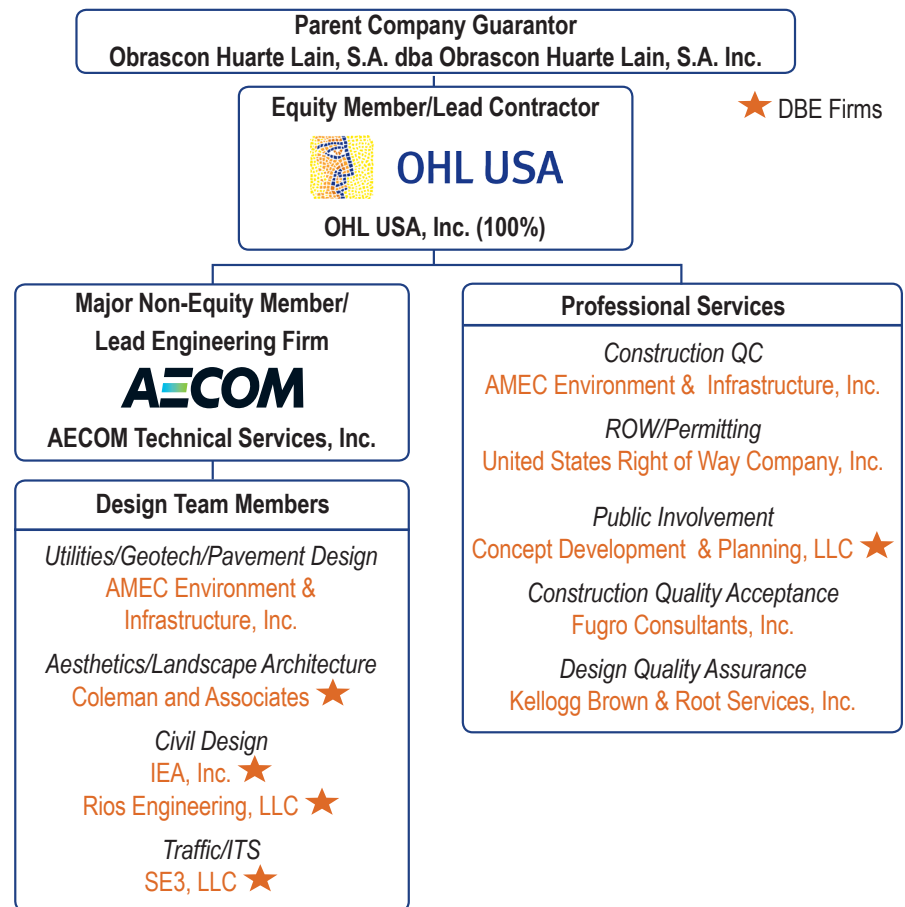 Parent Company Guarantor
Obrascon Huarte Lain, S.A. dba Obrascon Huarte Lain, S.A. Inc.
Equity Member/Lead Contractor
OHL USA
OHL USA, Inc. (100%)
DBE Firms
Major Non-Equity Member/
Lead Engineering Firm
AECOM
AECOM Technical Services, Inc.
Design Team Members
Utilities/Geotech/Pavement Design
AMEC Environment &
Infrastructure, Inc.
Aesthetics/Landscape Architecture
Coleman and Associates
Civil Design
IEA, Inc.
Rios Engineering, LLC
Traffic/ITS
SE3, LLC
Professional Services
Construction QC
AMEC Environment & Infrastructure, Inc.
ROW/Permitting
United States Right of Way Company, Inc.
Public Involvement
Concept Development & Planning, LLC
Construction Quality Acceptance
Fugro Consultants, Inc.
Design Quality Assurance
Kellogg Brown & Root Services, Inc.